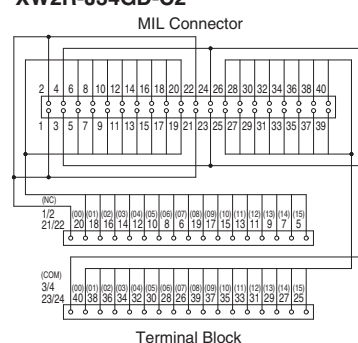 XW2R-J34GD-C2
MIL Connector
2 4 6 8 10 12 14 16 18 20 22 24 26 28 30 32 34 36 38 40
1 3 5 7 9 11 13 15 17 19 21 23 25 27 29 31 33 35 37 39
(NC)
1/2 (00) (01) (02) (03) (04) (05) (06) (07) (08) (09) (10) (11) (12) (13) (14) (15)
21/22 20 18 16 14 12 10 8 6 19 17 15 13 11 9 7 5
(COM)
3/4 (00) (01) (02) (03) (04) (05) (06) (07) (08) (09) (10) (11) (12) (13) (14) (15)
23/24 40 38 36 34 32 30 28 26 39 37 35 33 31 29 27 25
Terminal Block